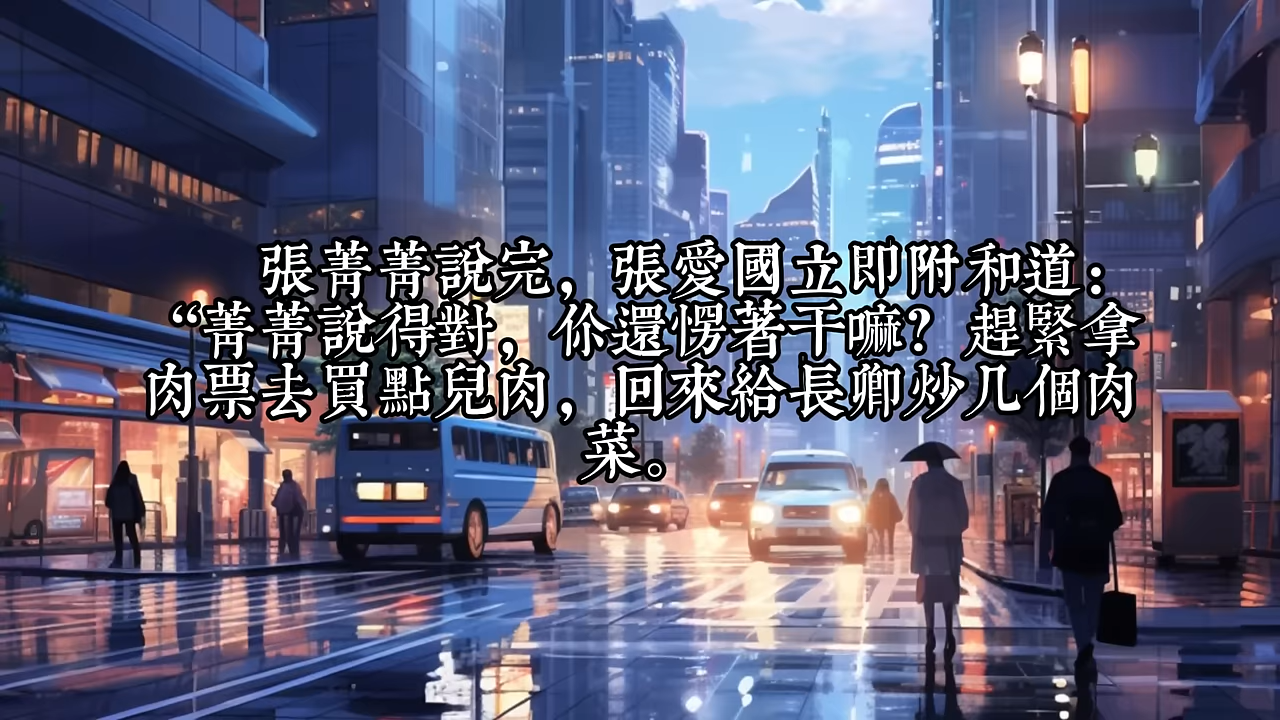 張菁菁說完，張愛國立即附和道：
“菁菁說得對，你還愣著干嘛？趕緊拿
肉票去買點兒肉，回來給長卿炒几個肉
菜。